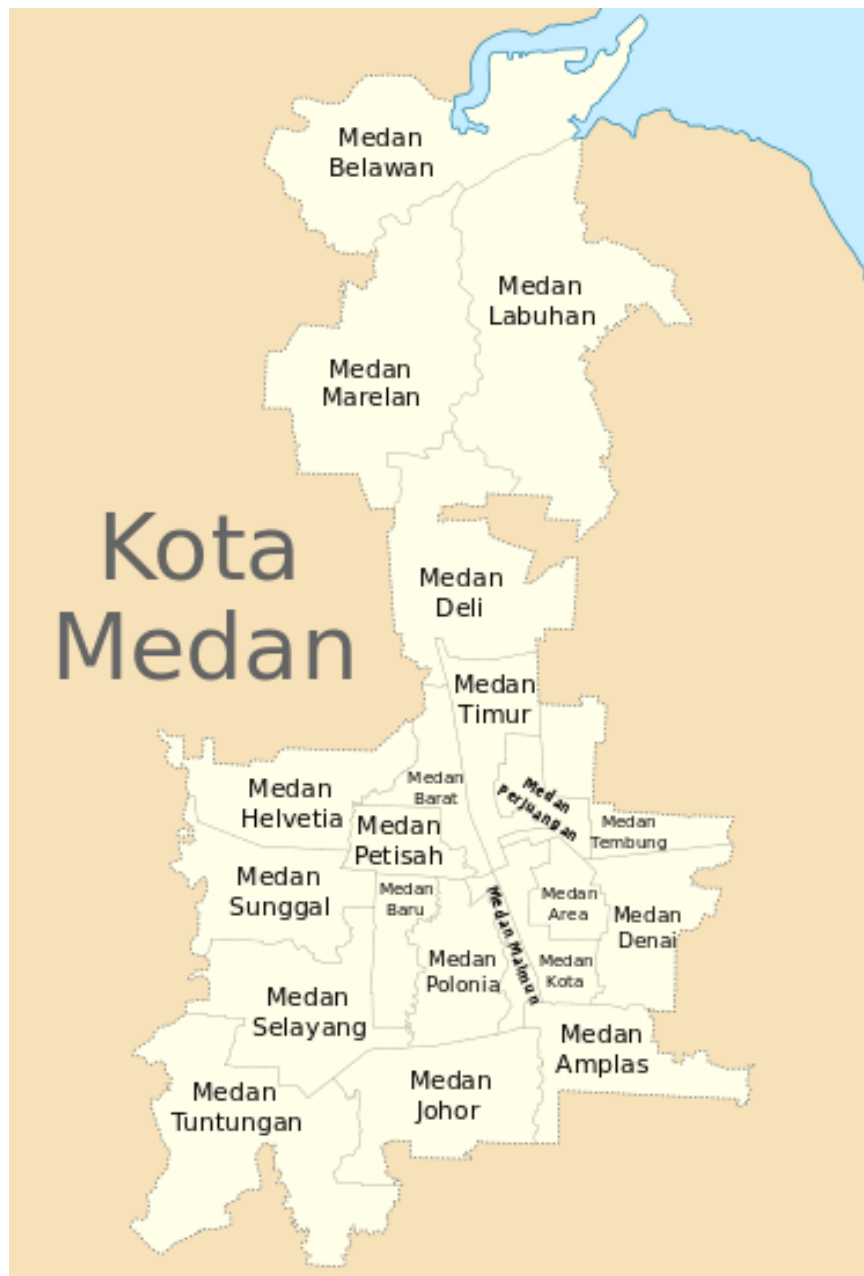 Medan
Belawan
Medan
Labuhan
Medan
Marelan
Kota
Medan
Medan
Deli
Medan
Timur
Medan
Helvetia
Medan
Barat
Medan
Perjuangan
Medan
Petisah
Medan
Tembung
Medan
Sunggal
Medan
Baru
Medan Maimun
Medan
Area
Medan
Denai
Medan
Polonia
Medan
Kota
Medan
Selayang
Medan
Amplas
Medan
Tuntungan
Medan
Johor